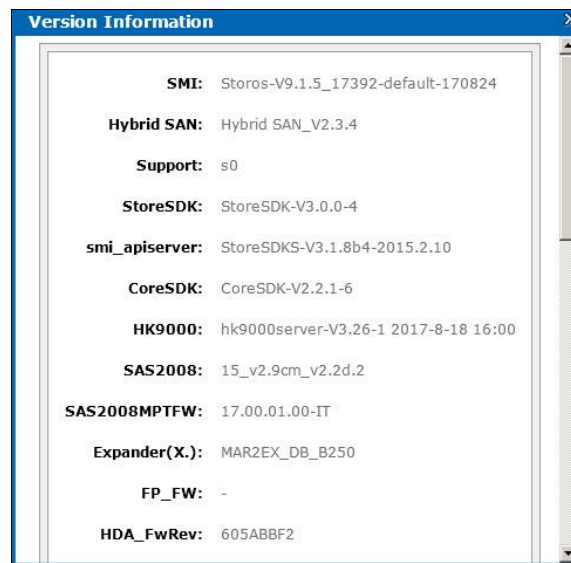 Version Information
SMI: Storos-V9.1.5_17392-default-170824
Hybrid SAN: Hybrid SAN_V2.3.4
Support: s0
StoreSDK: StoreSDK-V3.0.0-4
smi_apiserver: StoreSDKS-V3.1.8b4-2015.2.10
CoreSDK: CoreSDK-V2.2.1-6
HK9000: hk9000server-V3.26-1 2017-8-18 16:00
SAS2008: 15_v2.9cm_v2.2d.2
SAS2008MPTFW: 17.00.01.00-IT
Expander(X.): MAR2EX_DB_B250
FP_FW: -
HDA_FwRev: 605ABBF2